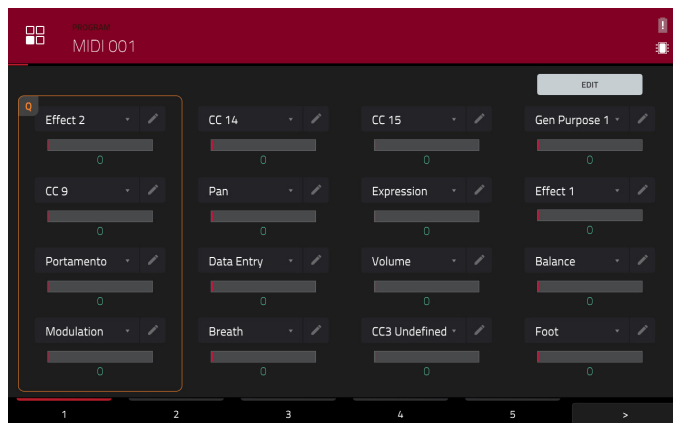 PROGRAM
MIDI 001
EDIT
Q
Effect 2 CC 14 CC 15 Gen Purpose 1
0 0 0 0
CC 9 Pan Expression Effect 1
0 0 0 0
Portamento Data Entry Volume Balance
0 0 0 0
Modulation Breath CC3 Undefined Foot
0 0 0 0
1 2 3 4 5 >